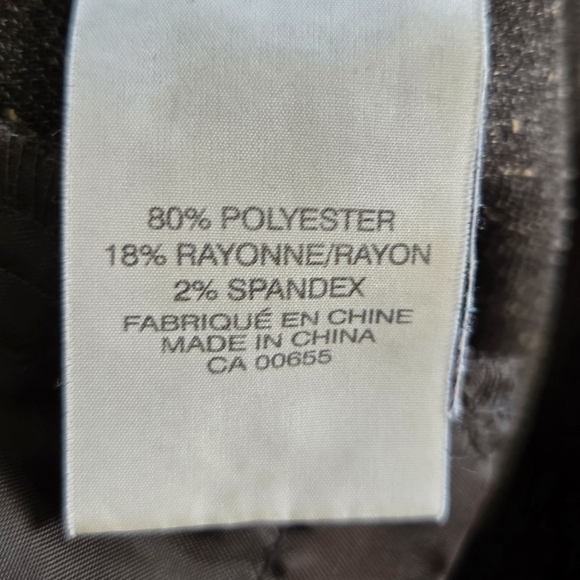 80% POLYESTER
18% RAYONNE/RAYON
2% SPANDEX
FABRIQUÉ EN CHINE
MADE IN CHINA
CA 00655